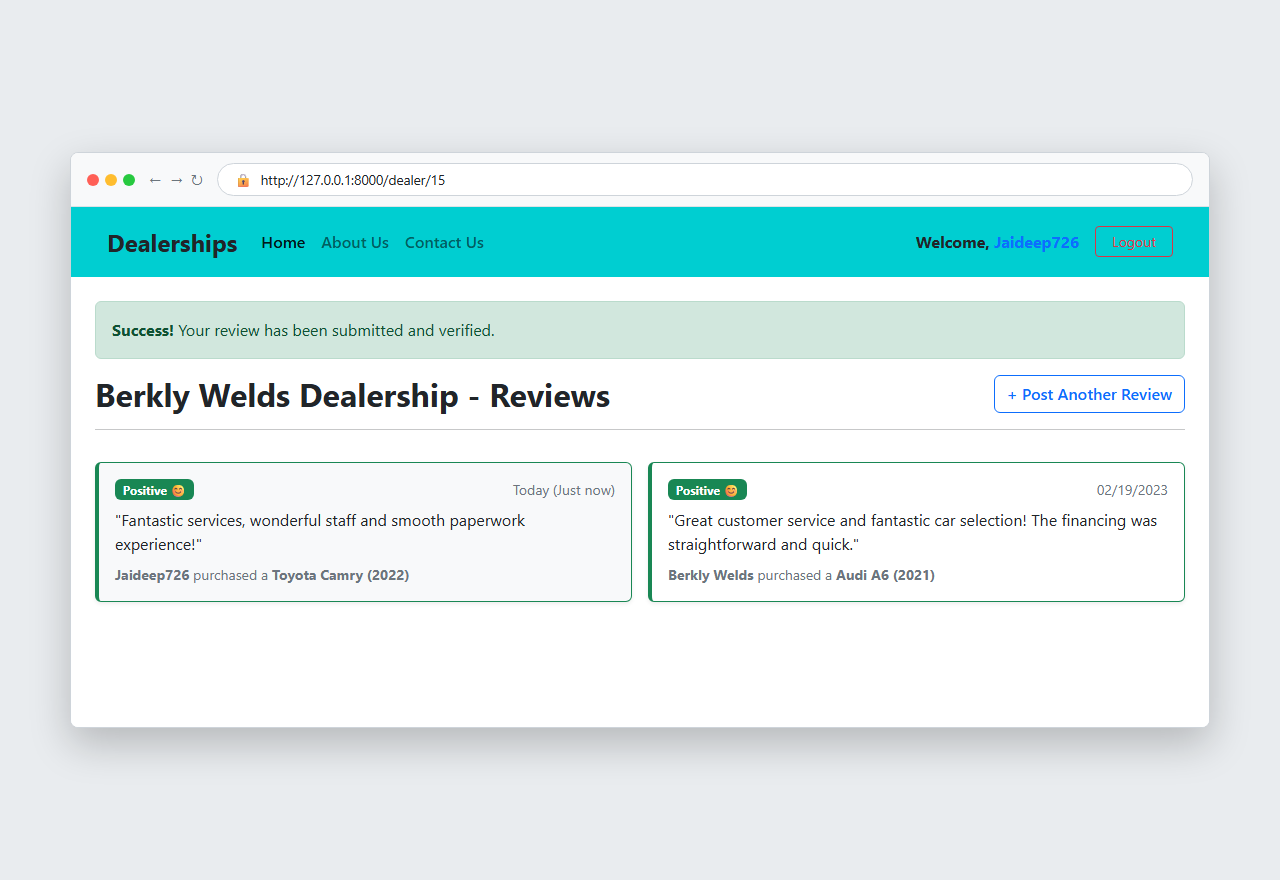 http://127.0.0.1:8000/dealer/15
Dealerships Home About Us Contact Us Welcome, Jaideep726 Logout
Success! Your review has been submitted and verified.
Berkly Welds Dealership - Reviews + Post Another Review
Positive 😊 Today (Just now)
"Fantastic services, wonderful staff and smooth paperwork
experience!"
Jaideep726 purchased a Toyota Camry (2022)
Positive 😊 02/19/2023
"Great customer service and fantastic car selection! The financing was
straightforward and quick."
Berkly Welds purchased a Audi A6 (2021)